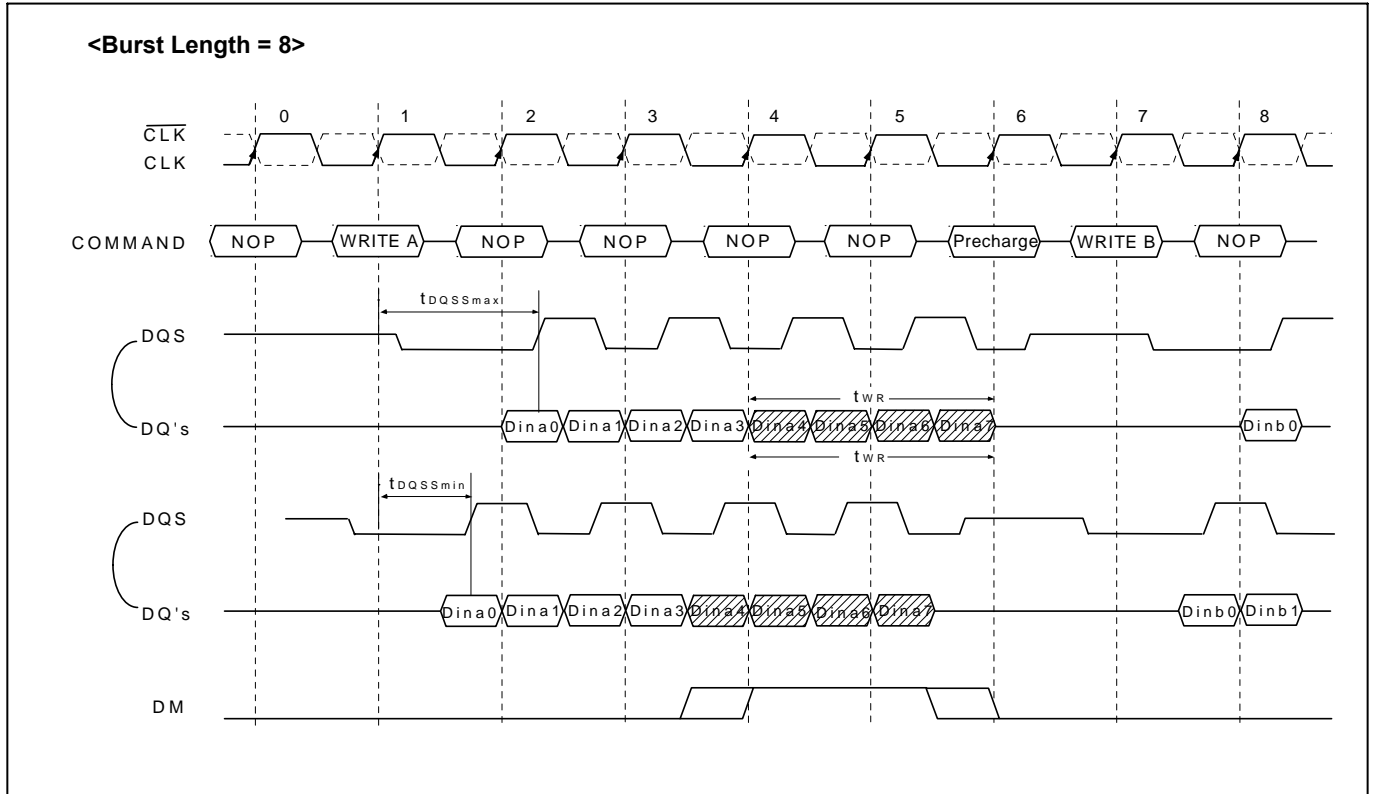 <Burst Length = 8>
0 1 2 3 4 5 6 7 8
CLK
CLK
COMMAND NOP WRITE A NOP NOP NOP NOP Precharge WRITE B NOP
tDQSSmax
DQS
tWR
DQ's Dina0 Dina1 Dina2 Dina3 Dina4 Dina5 Dina6 Dina7 Dinb0
tWR
tDQSSmin
DQS
DQ's Dina0 Dina1 Dina2 Dina3 Dina4 Dina5 Dina6 Dina7 Dinb0 Dinb1
DM